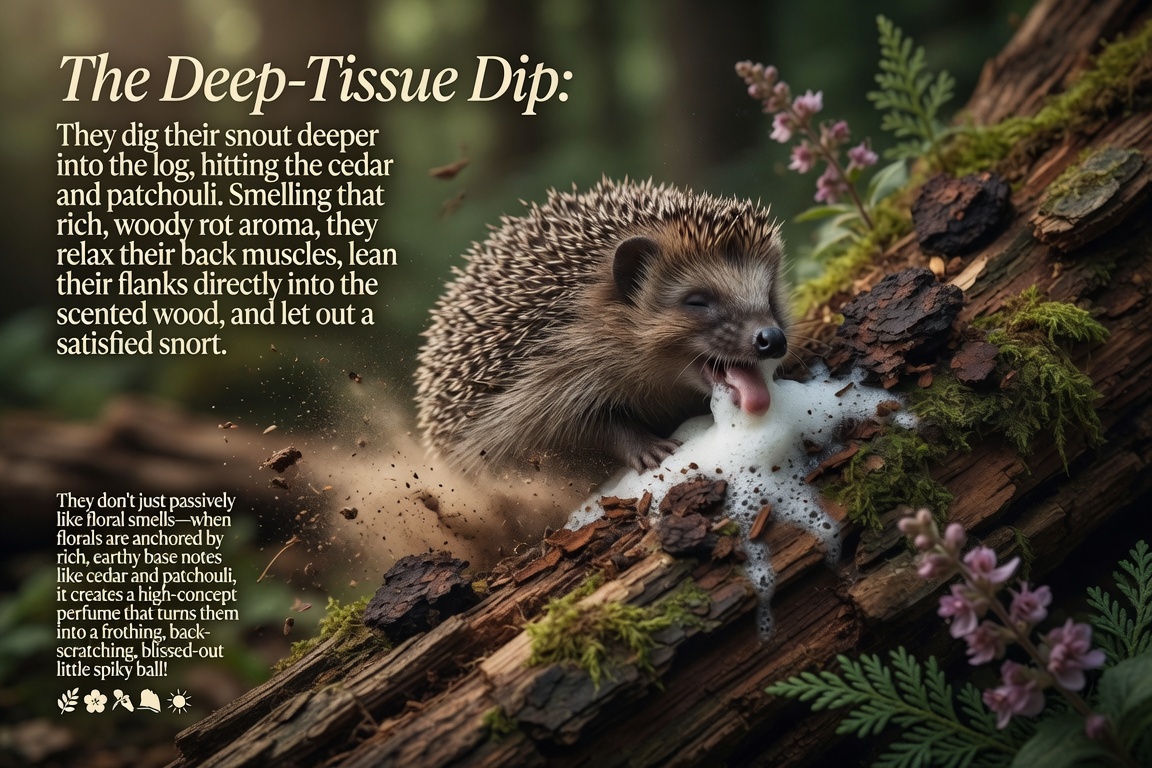 The Deep-Tissue Dip:
They dig their snout deeper
into the log, hitting the cedar
and patchouli. Smelling that
rich, woody rot aroma, they
relax their back muscles, lean
their flanks directly into the
scented wood, and let out a
satisfied snort.
They don't just passively
like floral smells—when
florals are anchored by
rich, earthy base notes
like cedar and patchouli,
it creates a high-concept
perfume that turns them
into a frothing, back-
scratching, blissed-out
little spiky ball!